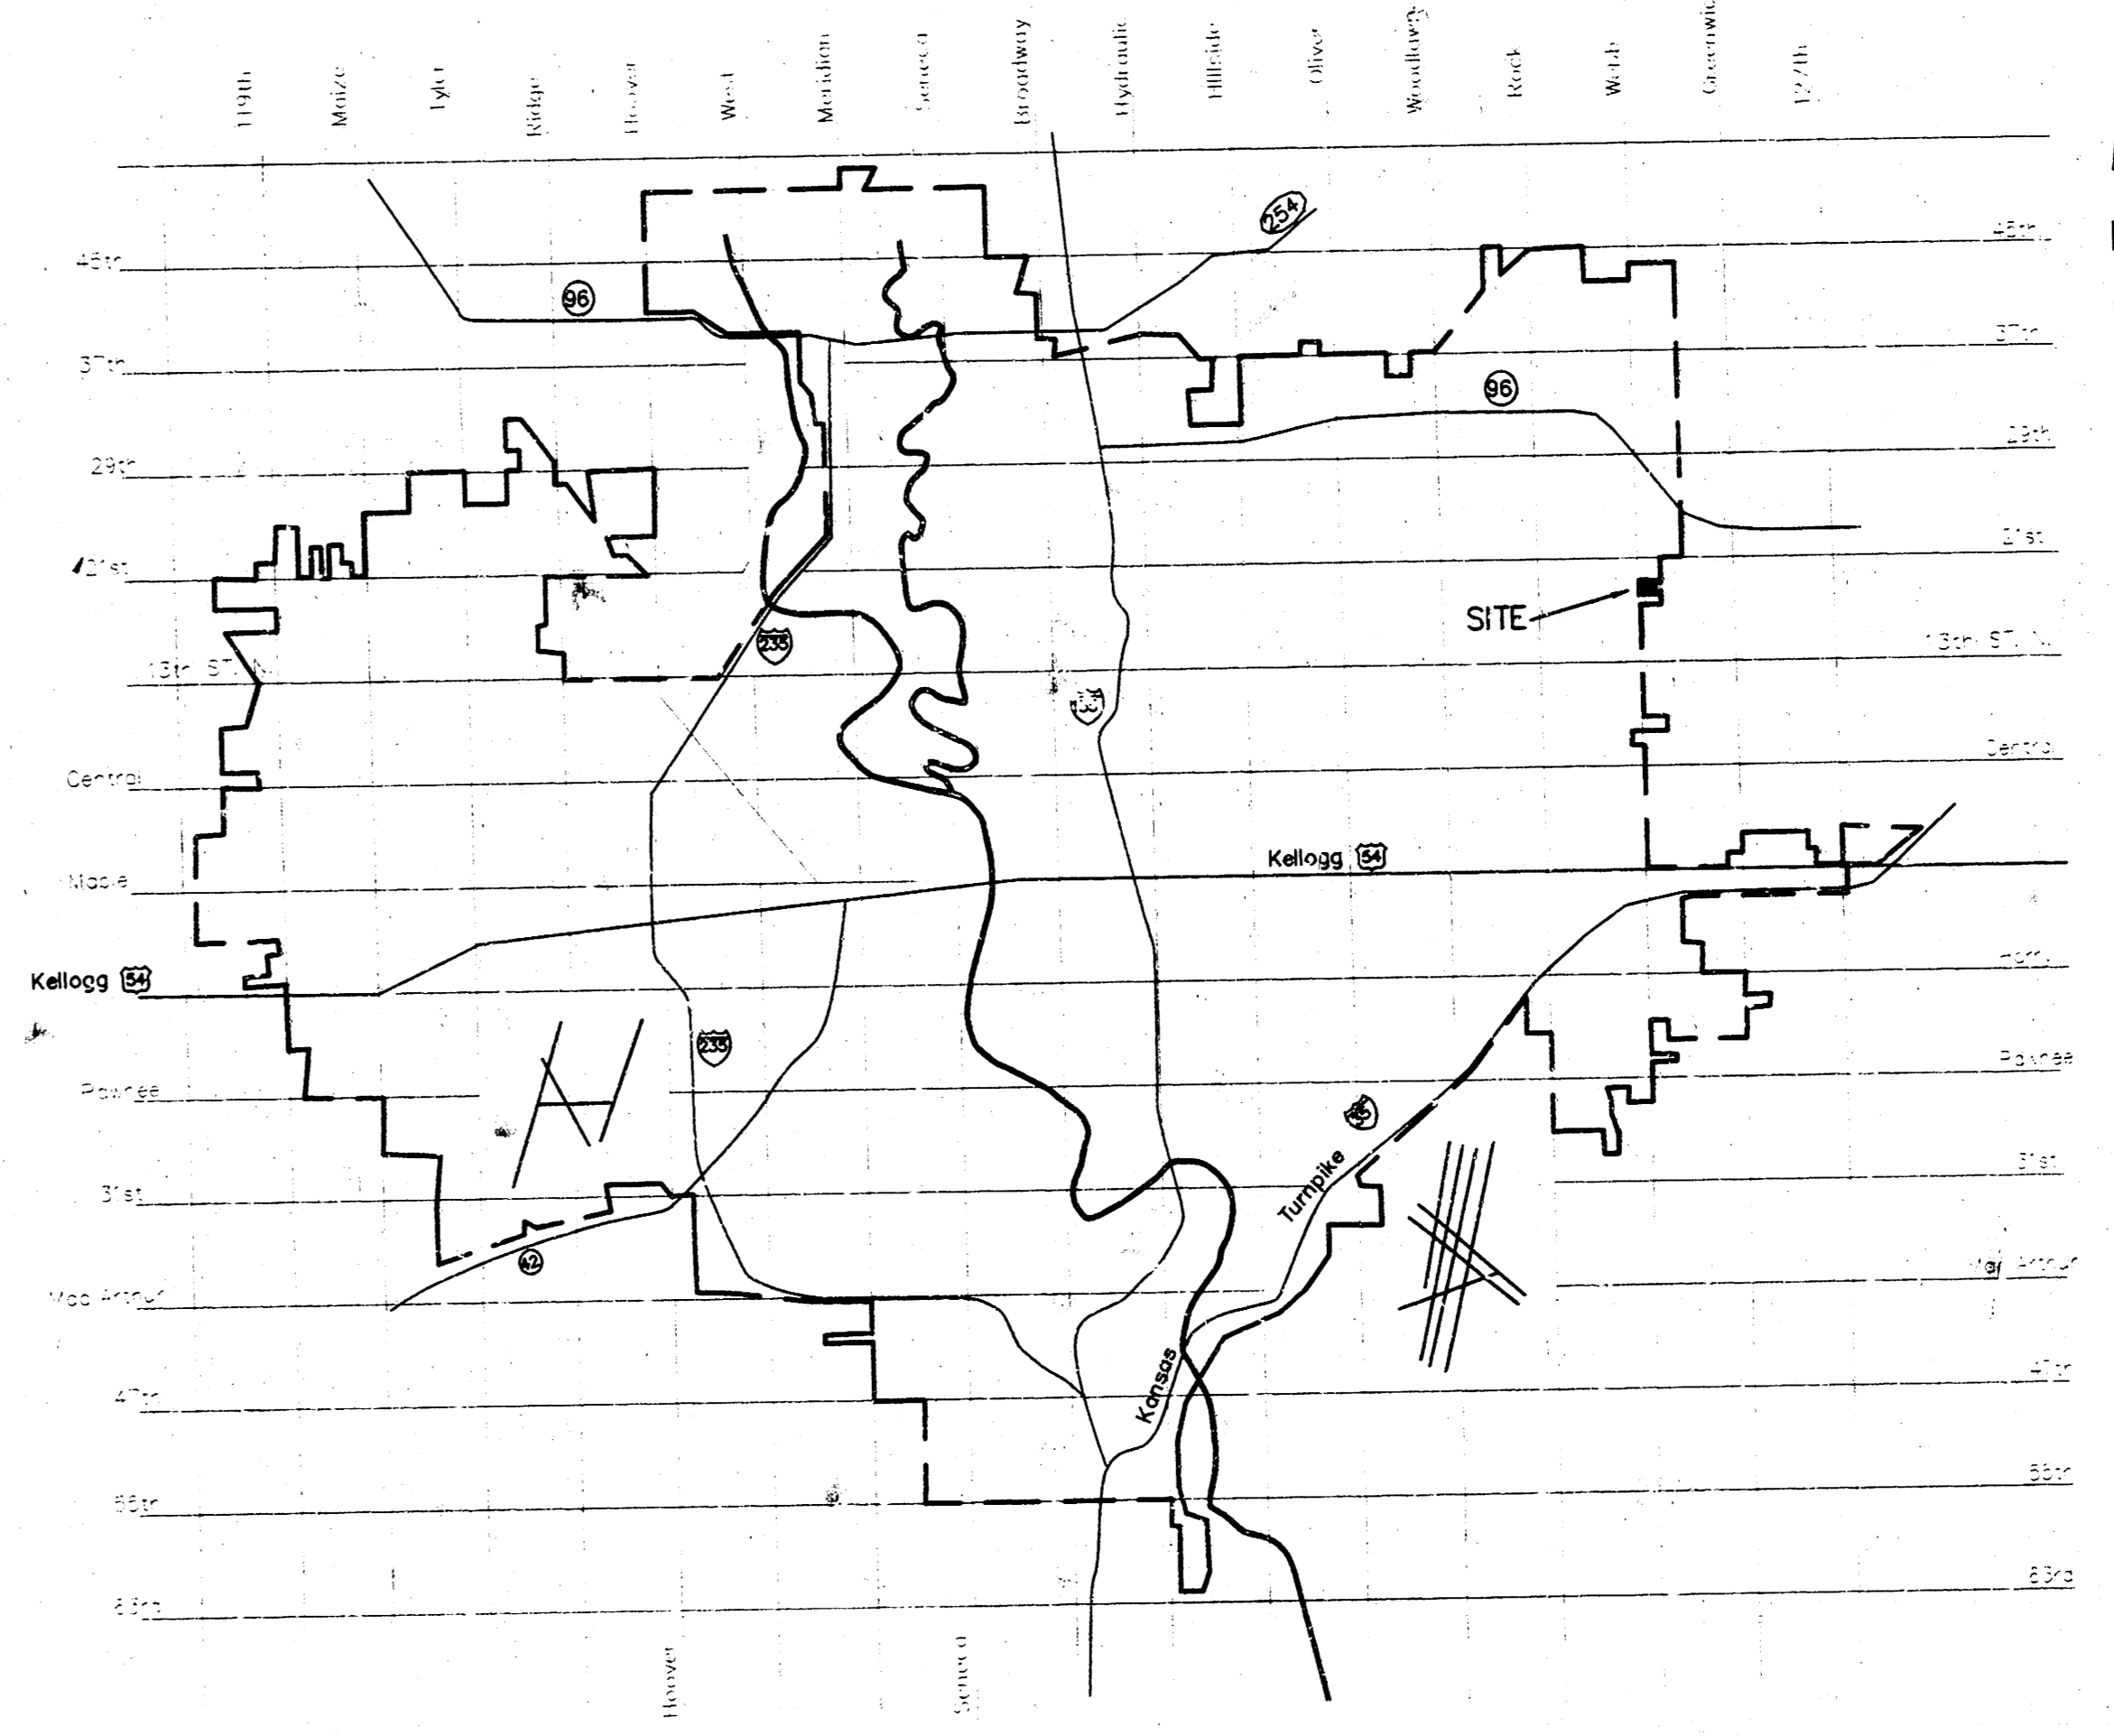 119th
Maize
Tyler
Ridge
Hoover
West
Meridian
Seneca
Broadway
Hydraulic
Hillside
Oliver
Woodlawn
Rock
Webb
Greenwich
127th
254
45th
45th
96
37th
37th
96
29th
29th
21st
21st
SITE
235
13th ST. N.
13th ST. N.
Central
Central
Kellogg 54
Maple
Kellogg 54
235
Pawnee
Pawnee
35
31st
31st
Turnpike
42
Mac Arthur
Mac Arthur
Kansas
47th
47th
55th
55th
63rd
63rd
Hoover
Seneca